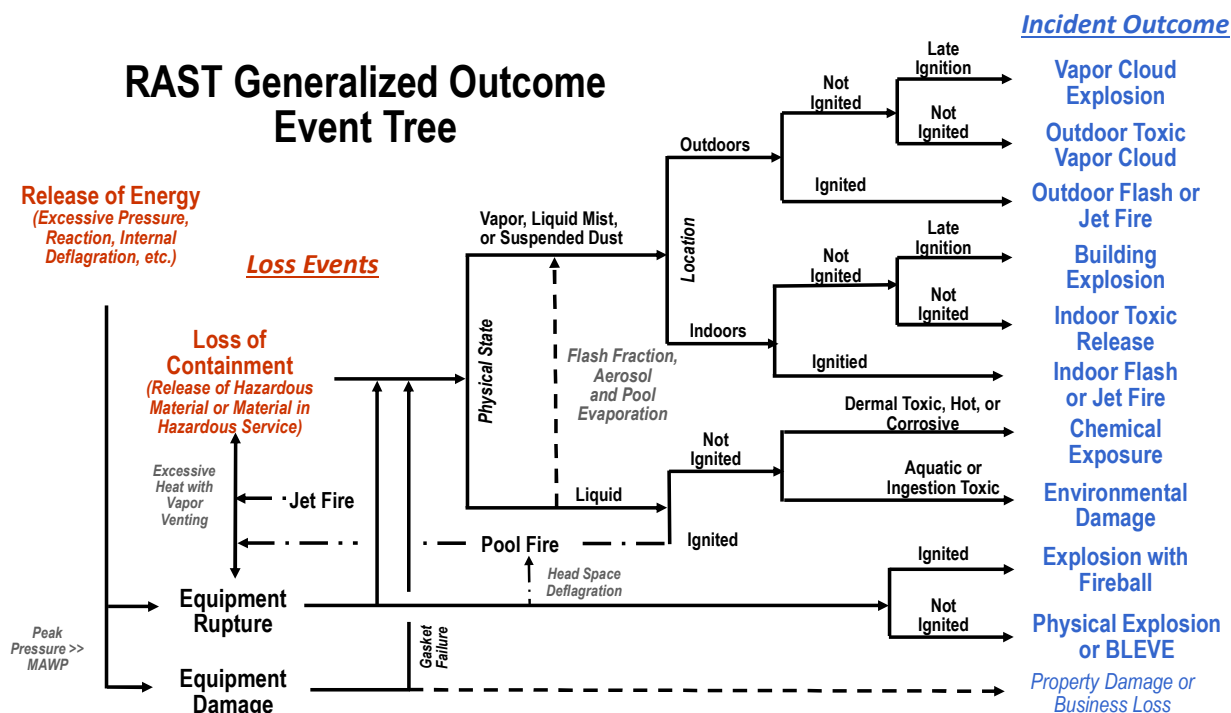 Incident Outcome
RAST Generalized Outcome
Event Tree
Late
Ignition
Vapor Cloud
Explosion
Not
Ignited
Not
Ignited
Outdoor Toxic
Vapor Cloud
Outdoors
Ignited
Outdoor Flash or
Jet Fire
Release of Energy
(Excessive Pressure,
Reaction, Internal
Deflagration, etc.)
Loss Events
Vapor, Liquid Mist,
or Suspended Dust
Location
Late
Ignition
Building
Explosion
Not
Ignited
Not
Ignited
Indoor Toxic
Release
Indoors
Ignitied
Indoor Flash
or Jet Fire
Loss of
Containment
(Release of Hazardous
Material or Material in
Hazardous Service)
Physical State
Flash Fraction,
Aerosol
and Pool
Evaporation
Dermal Toxic, Hot, or
Corrosive
Chemical
Exposure
Not
Ignited
Aquatic or
Ingestion Toxic
Environmental
Damage
Excessive
Heat with
Vapor
Venting
Jet Fire
Liquid
Pool Fire
Ignited
Ignited
Explosion with
Fireball
Head Space
Deflagration
Equipment
Rupture
Not
Ignited
Physical Explosion
or BLEVE
Peak
Pressure >>
MAWP
Gasket
Failure
Equipment
Damage
Property Damage or
Business Loss